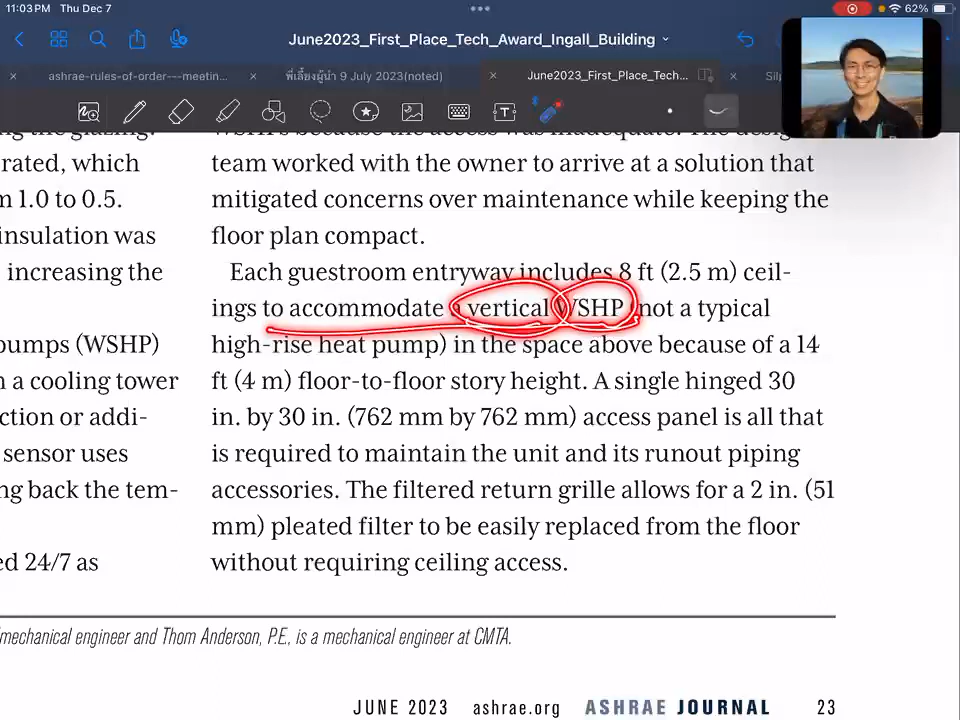 11:03 PM Thu Dec 7
62%
June2023_First_Place_Tech_Award_Ingall_Building
ashrae-rules-of-order---meetin...
พี่เลี้ยงผู้นำ 9 July 2023(noted)
June2023_First_Place_Tech...
rated, which
m 1.0 to 0.5.
insulation was
increasing the
pumps (WSHP)
n a cooling tower
ction or addi-
sensor uses
ng back the tem-
ed 24/7 as
WSHPs because the access was inadequate. The design
team worked with the owner to arrive at a solution that
mitigated concerns over maintenance while keeping the
floor plan compact.
Each guestroom entryway includes 8 ft (2.5 m) ceil-
ings to accommodate a vertical WSHP (not a typical
high-rise heat pump) in the space above because of a 14
ft (4 m) floor-to-floor story height. A single hinged 30
in. by 30 in. (762 mm by 762 mm) access panel is all that
is required to maintain the unit and its runout piping
accessories. The filtered return grille allows for a 2 in. (51
mm) pleated filter to be easily replaced from the floor
without requiring ceiling access.
mechanical engineer and Thom Anderson, P.E., is a mechanical engineer at CMTA.
JUNE 2023 ashrae.org ASHRAE JOURNAL 23